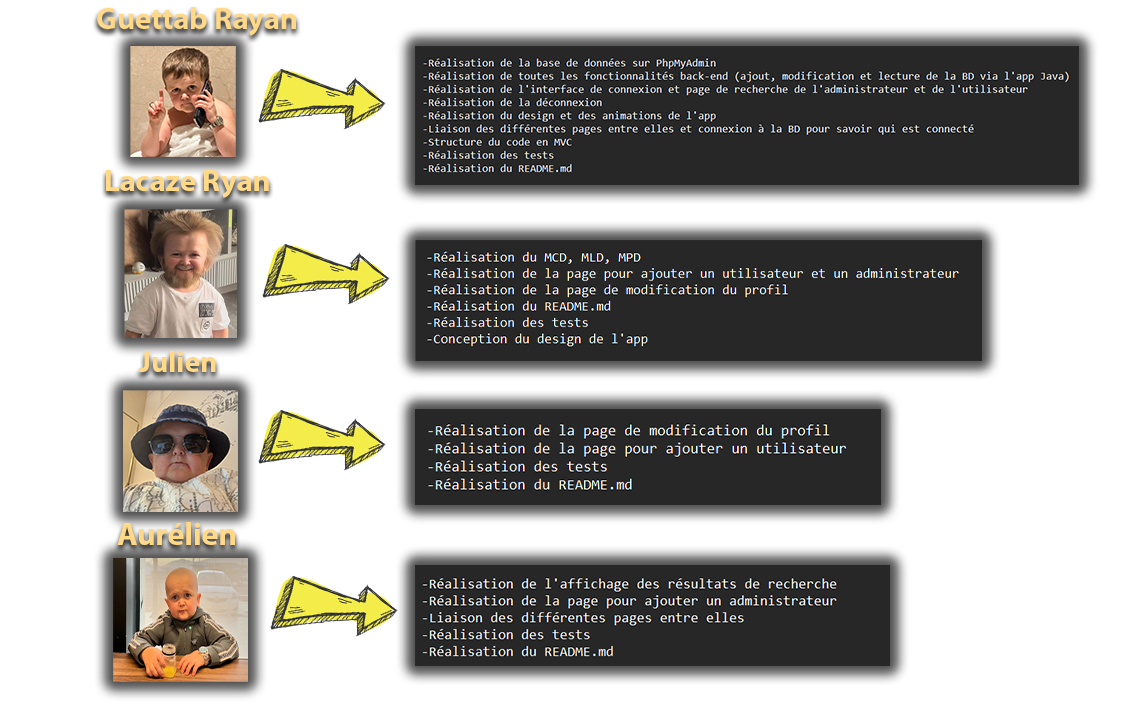 Guettab Rayan
-Réalisation de la base de données sur PhpMyAdmin
-Réalisation de toutes les fonctionnalités back-end (ajout, modification et lecture de la BD via l'app Java)
-Réalisation de l'interface de connexion et page de recherche de l'administrateur et de l'utilisateur
-Réalisation de la déconnexion
-Réalisation du design et des animations de l'app
-Liaison des différentes pages entre elles et connexion à la BD pour savoir qui est connecté
-Structure du code en MVC
-Réalisation des tests
-Réalisation du README.md
Lacaze Ryan
-Réalisation du MCD, MLD, MPD
-Réalisation de la page pour ajouter un utilisateur et un administrateur
-Réalisation de la page de modification du profil
-Réalisation du README.md
-Réalisation des tests
-Conception du design de l'app
Julien
-Réalisation de la page de modification du profil
-Réalisation de la page pour ajouter un utilisateur
-Réalisation des tests
-Réalisation du README.md
Aurélien
-Réalisation de l'affichage des résultats de recherche
-Réalisation de la page pour ajouter un administrateur
-Liaison des différentes pages entre elles
-Réalisation des tests
-Réalisation du README.md